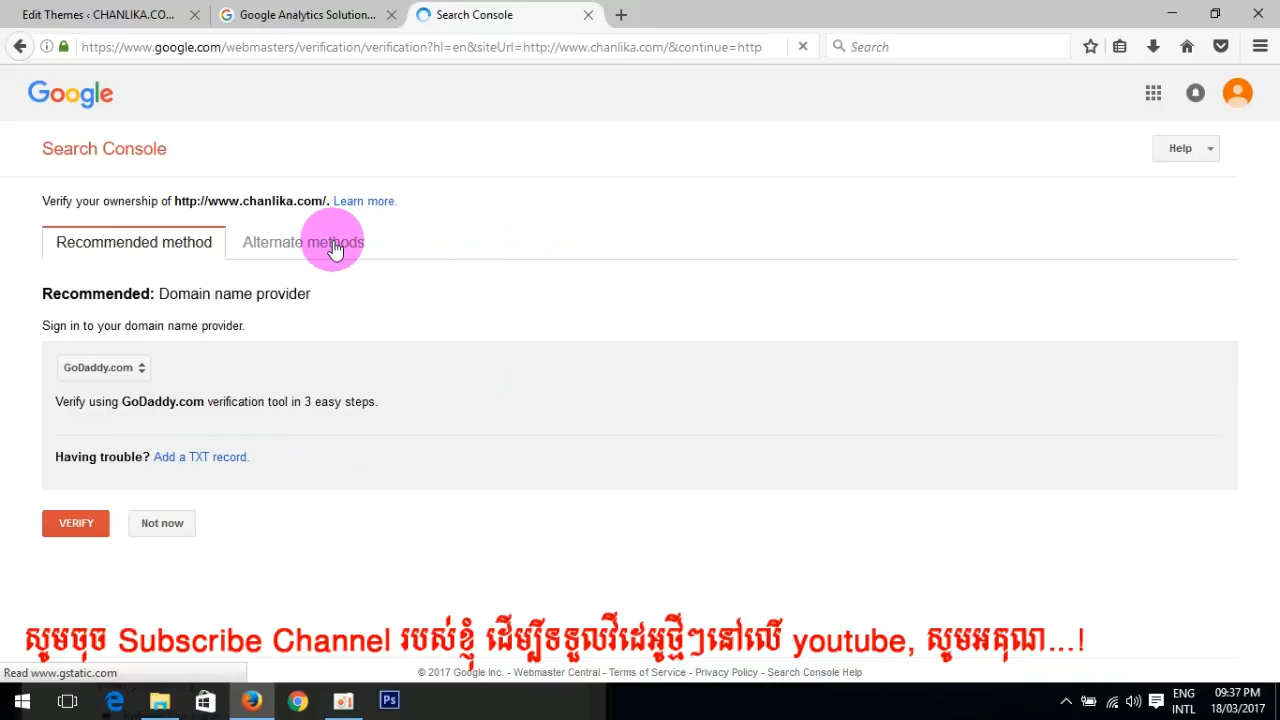 Edit Themes ‹ CHANLIKA.CO...
Google Analytics Solution...
Search Console
https://www.google.com/webmasters/verification/verification?hl=en&siteUrl=http://www.chanlika.com/&continue=http
Search
Google
Search Console
Help
Verify your ownership of http://www.chanlika.com/. Learn more.
Recommended method
Alternate methods
Recommended: Domain name provider
Sign in to your domain name provider.
GoDaddy.com
Verify using GoDaddy.com verification tool in 3 easy steps.
Having trouble? Add a TXT record.
VERIFY
Not now
សូមចុច Subscribe Channel របស់ខ្ញុំ ដើម្បីទទួលវីដេអូថ្មីៗនៅលើ youtube, សូមអរគុណ...!
Read www.gstatic.com
© 2017 Google Inc. - Webmaster Central - Terms of Service - Privacy Policy - Search Console Help
Ps
ENG
INTL
09:37 PM
18/03/2017